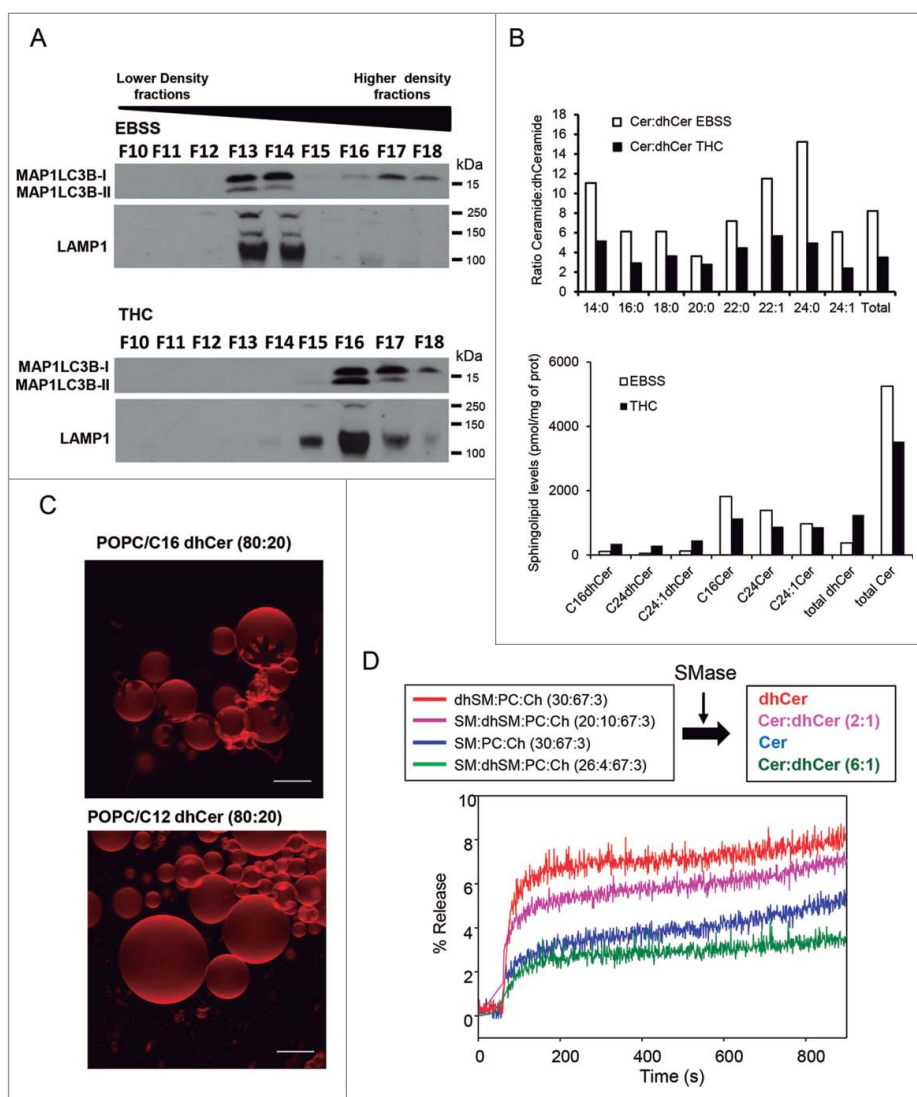 A
Lower Density
fractions
Higher density
fractions
EBSS
F10 F11 F12 F13 F14 F15 F16 F17 F18
kDa
MAP1LC3B-I
MAP1LC3B-II
15
LAMP1
250
150
100
THC
F10 F11 F12 F13 F14 F15 F16 F17 F18
kDa
MAP1LC3B-I
MAP1LC3B-II
15
LAMP1
250
150
100
B
Ratio Ceramide:dhCeramide
18
16
14
12
10
8
6
4
2
0
Cer:dhCer EBSS
Cer:dhCer THC
14:0 16:0 18:0 20:0 22:0 22:1 24:0 24:1 Total
Sphingolipid levels (pmol/mg of prot)
6000
4000
2000
0
EBSS
THC
C16dhCer
C24dhCer
C24:1dhCer
C16Cer
C24Cer
C24:1Cer
total dhCer
total Cer
C
POPC/C16 dhCer (80:20)
POPC/C12 dhCer (80:20)
D
SMase
dhSM:PC:Ch (30:67:3)
SM:dhSM:PC:Ch (20:10:67:3)
SM:PC:Ch (30:67:3)
SM:dhSM:PC:Ch (26:4:67:3)
dhCer
Cer:dhCer (2:1)
Cer
Cer:dhCer (6:1)
% Release
10
8
6
4
2
0
0 200 400 600 800
Time (s)